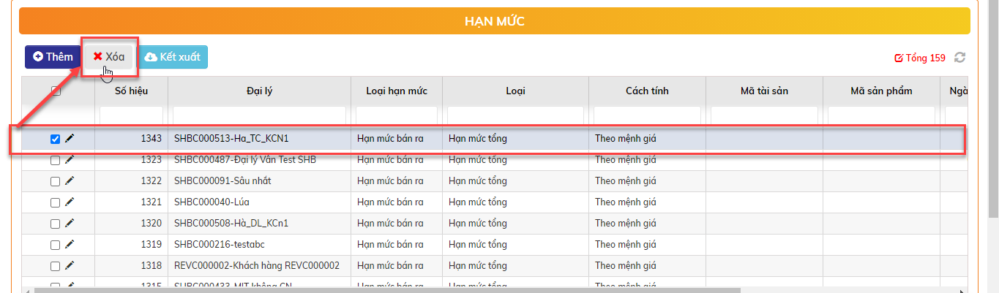 HẠN MỨC
Thêm Xóa Kết xuất Tổng 159
Số hiệu Đại lý Loại hạn mức Loại Cách tính Mã tài sản Mã sản phẩm Ngà
1343 SHBC000513-Ha_TC_KCN1 Hạn mức bán ra Hạn mức tổng Theo mệnh giá
1323 SHBC000487-Đại lý Vân Test SHB Hạn mức bán ra Hạn mức tổng Theo mệnh giá
1322 SHBC000091-Sâu nhắt Hạn mức bán ra Hạn mức tổng Theo mệnh giá
1321 SHBC000040-Lúa Hạn mức bán ra Hạn mức tổng Theo mệnh giá
1320 SHBC000508-Hà_DL_KCn1 Hạn mức bán ra Hạn mức tổng Theo mệnh giá
1319 SHBC000216-testabc Hạn mức bán ra Hạn mức tổng Theo mệnh giá
1318 REVC000002-Khách hàng REVC000002 Hạn mức bán ra Hạn mức tổng Theo mệnh giá
1315 SHBC000433-MIT không CN Hạn mức bán ra Hạn mức tổng Theo mệnh giá